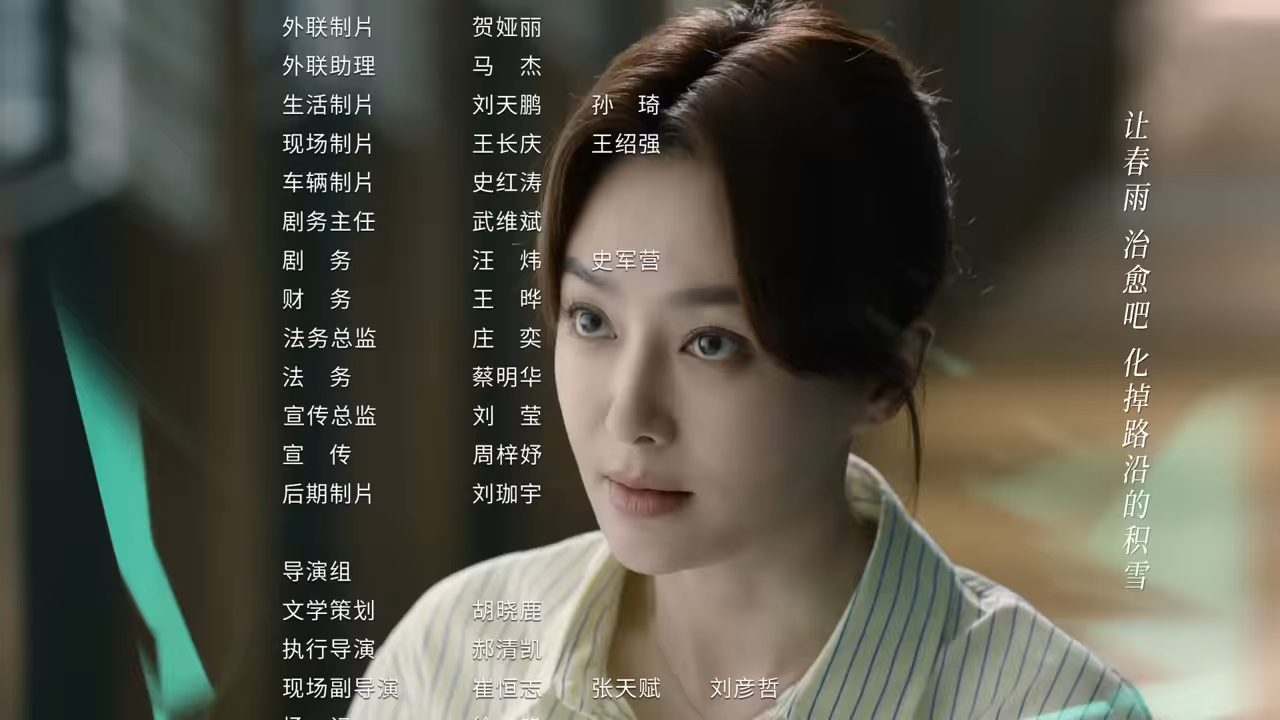 外联制片 贺娅丽
外联助理 马 杰
生活制片 刘天鹏 孙 琦
现场制片 王长庆 王绍强
车辆制片 史红涛
剧务主任 武维斌
剧 务 汪 炜 史军营
财 务 王 晔
法务总监 庄 奕
法 务 蔡明华
宣传总监 刘 莹
宣 传 周梓妤
后期制片 刘珈宇
导演组
文学策划 胡晓鹿
执行导演 郝清凯
现场副导演 崔恒志 张天赋 刘彦哲
让春雨 治愈吧 化掉路沿的积雪